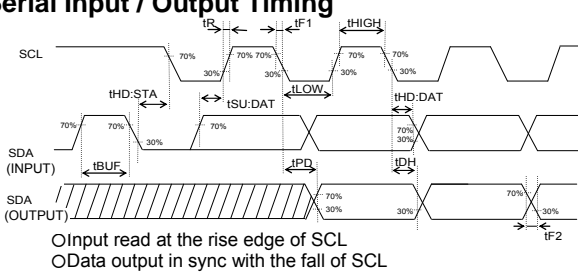 Serial Input / Output Timing
tR
tF1
tHIGH
SCL
70%
70% 70%
70%
70%
30%
30%
30%
30%
tHD:STA
tSU:DAT
tLOW
tHD:DAT
70%
70%
30%
70%
70%
30%
SDA
(INPUT)
tBUF
tPD
tDH
SDA
(OUTPUT)
70%
30%
30%
70%
30%
tF2
○Input read at the rise edge of SCL
○Data output in sync with the fall of SCL